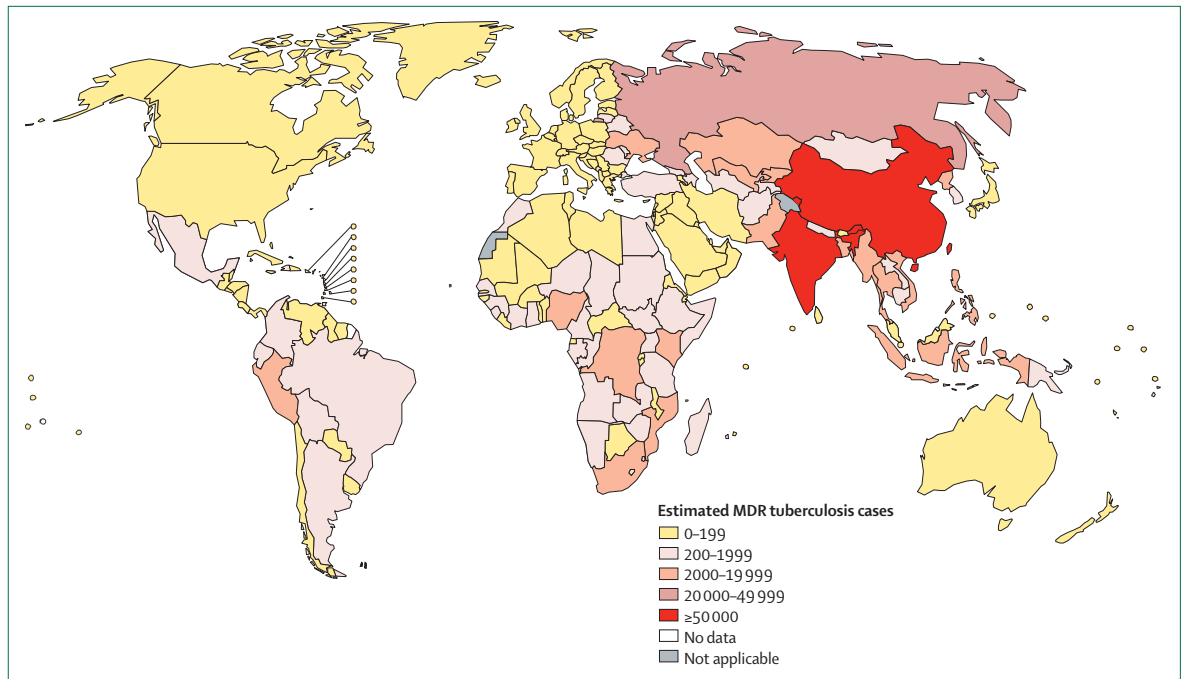 Estimated MDR tuberculosis cases
0–199
200–1999
2000–19 999
20 000–49 999
≥50 000
No data
Not applicable